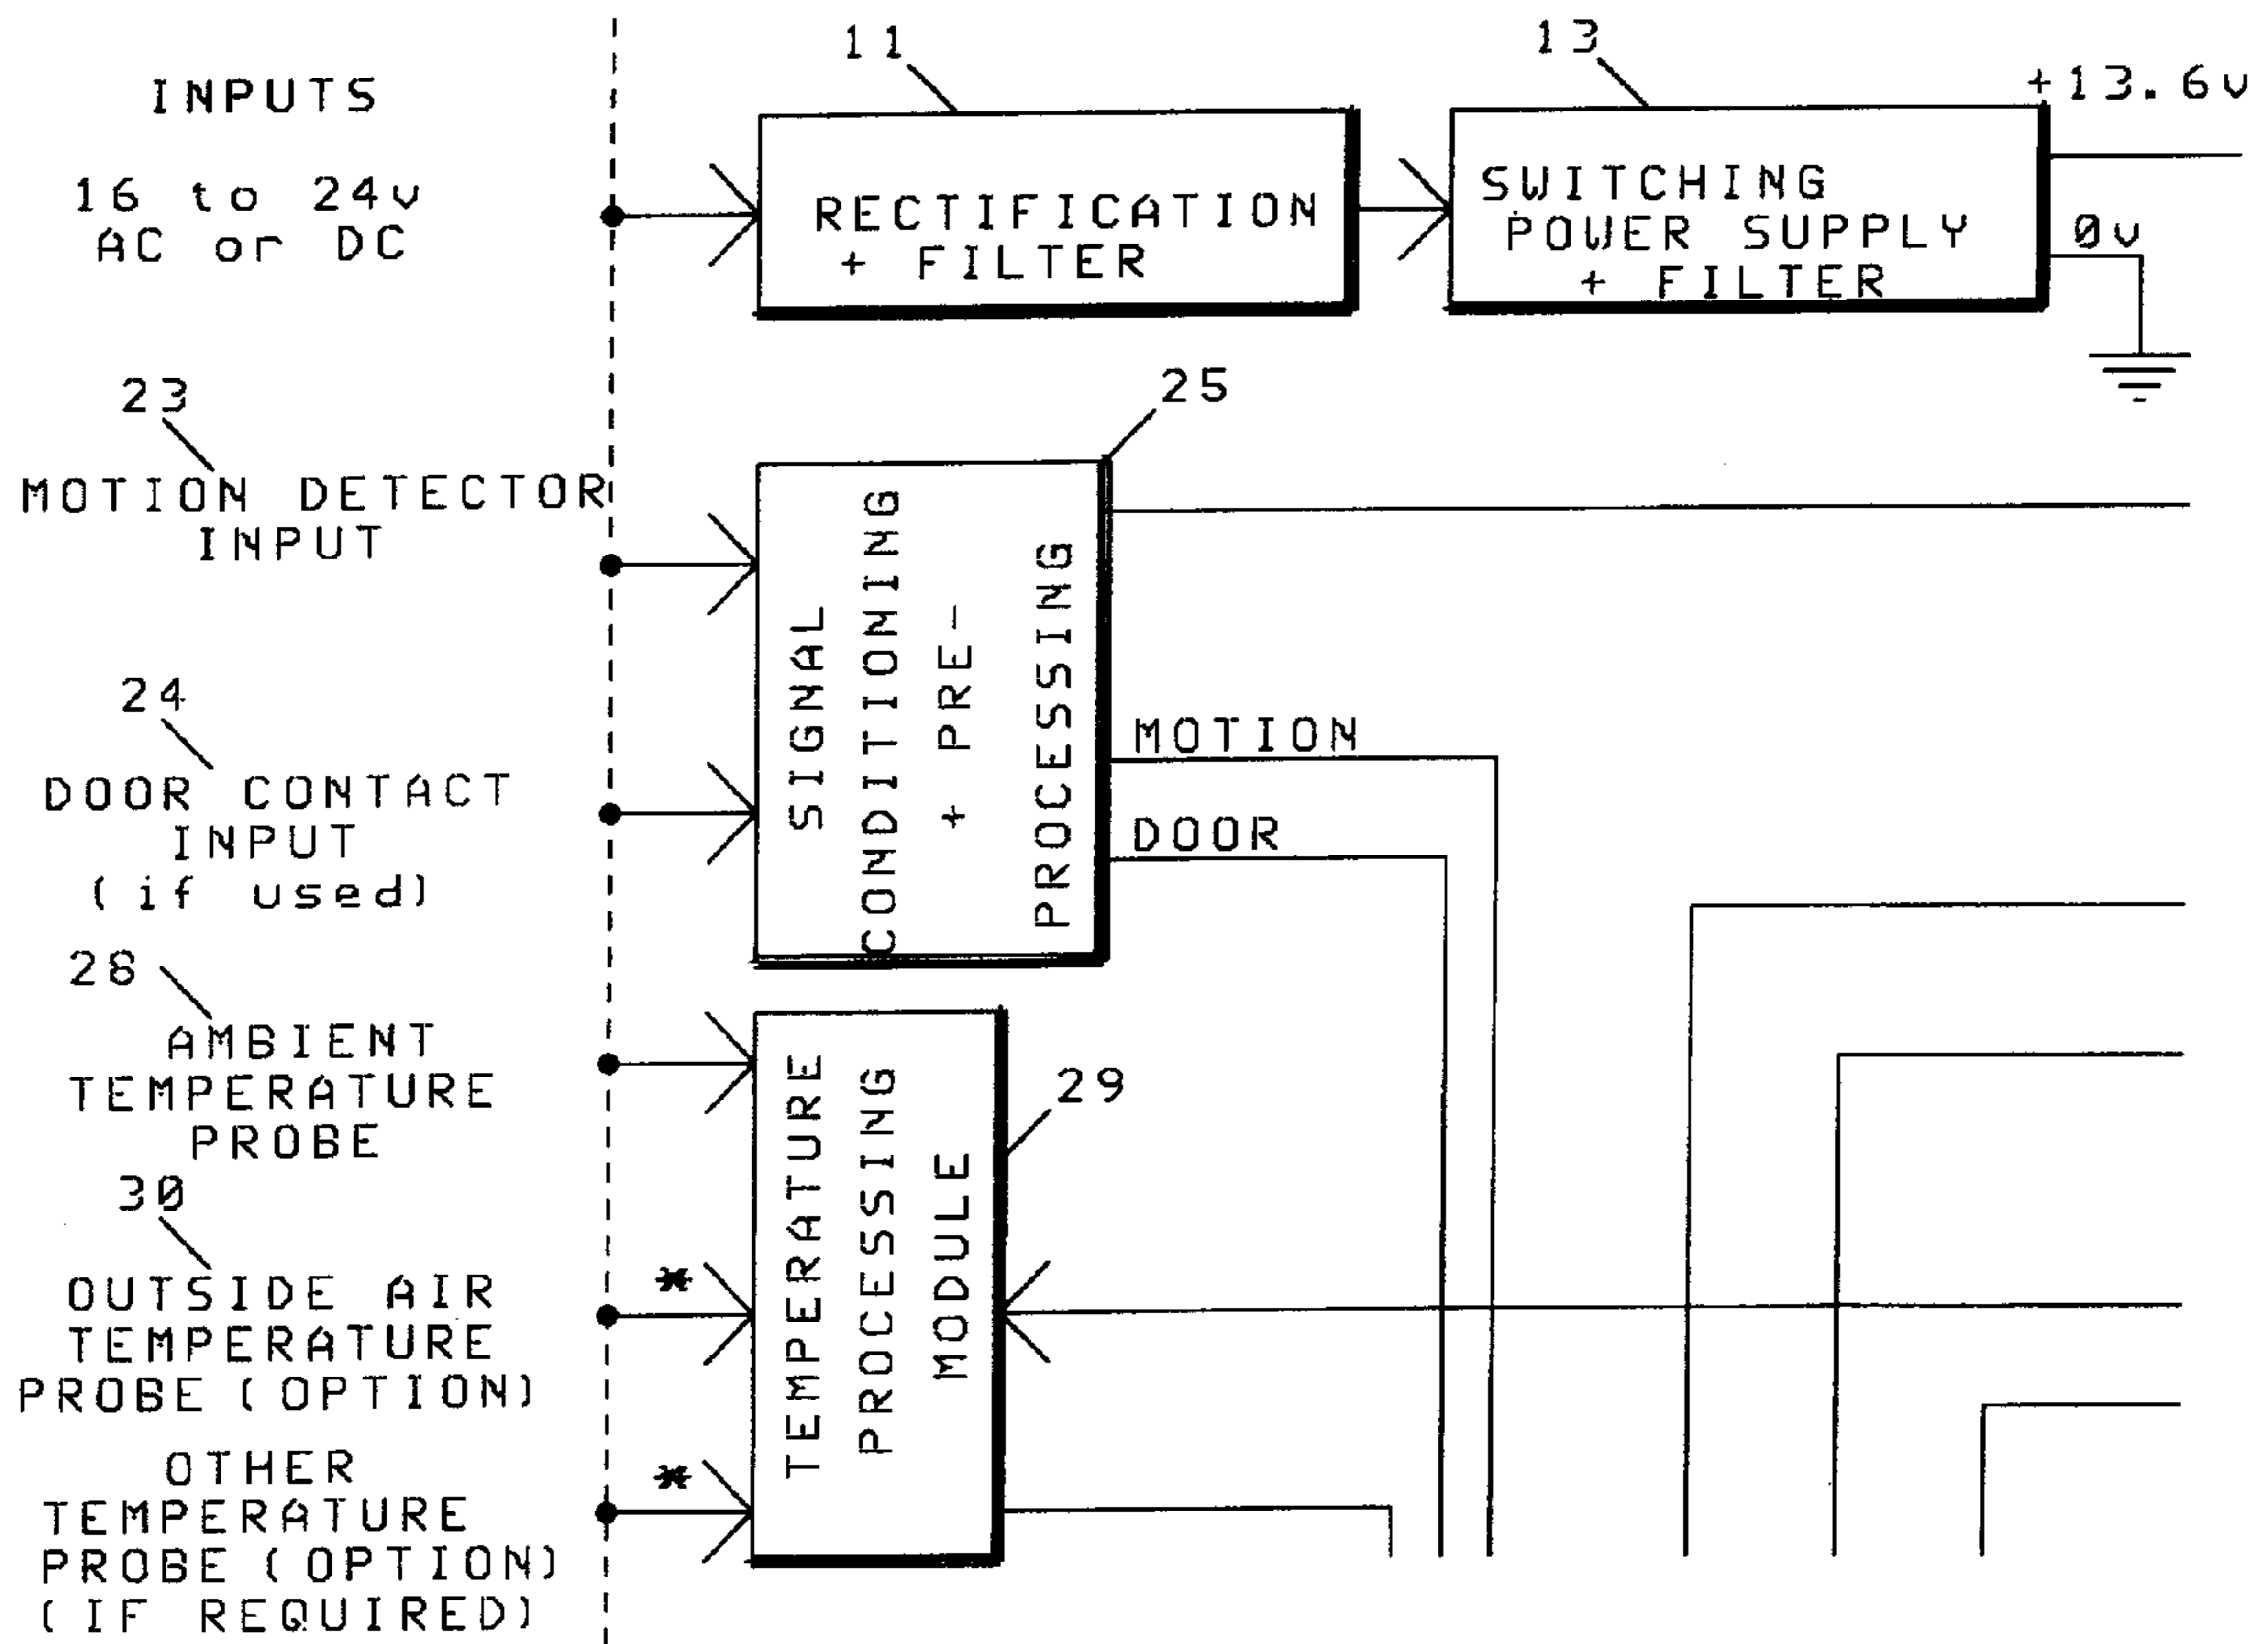 INPUTS
16 to 24v
AC or DC
11
RECTIFICATION
+ FILTER
13
SWITCHING
POWER SUPPLY
+ FILTER
+13.6v
0v
23
MOTION DETECTOR
INPUT
24
DOOR CONTACT
INPUT
(if used)
25
SIGNAL
CONDITIONING
+ PRE-
PROCESSING
MOTION
DOOR
28
AMBIENT
TEMPERATURE
PROBE
30
OUTSIDE AIR
TEMPERATURE
PROBE (OPTION)
*
OTHER
TEMPERATURE
PROBE (OPTION)
(IF REQUIRED)
*
TEMPERATURE
PROCESSING
MODULE
29